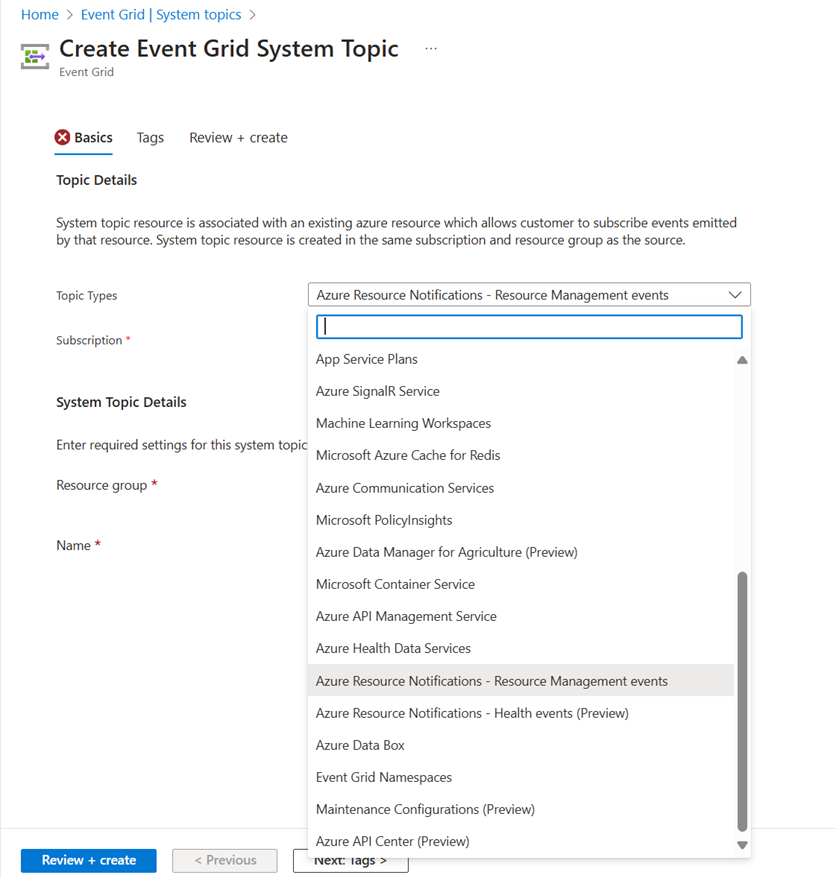 Home > Event Grid | System topics >
Create Event Grid System Topic ...
Event Grid
Basics Tags Review + create
Topic Details
System topic resource is associated with an existing azure resource which allows customer to subscribe events emitted
by that resource. System topic resource is created in the same subscription and resource group as the source.
Topic Types Azure Resource Notifications - Resource Management events
Subscription *
App Service Plans
Azure SignalR Service
System Topic Details
Machine Learning Workspaces
Enter required settings for this system topic
Microsoft Azure Cache for Redis
Resource group *
Azure Communication Services
Microsoft PolicyInsights
Name *
Azure Data Manager for Agriculture (Preview)
Microsoft Container Service
Azure API Management Service
Azure Health Data Services
Azure Resource Notifications - Resource Management events
Azure Resource Notifications - Health events (Preview)
Azure Data Box
Event Grid Namespaces
Maintenance Configurations (Preview)
Azure API Center (Preview)
Review + create < Previous Next: Tags >